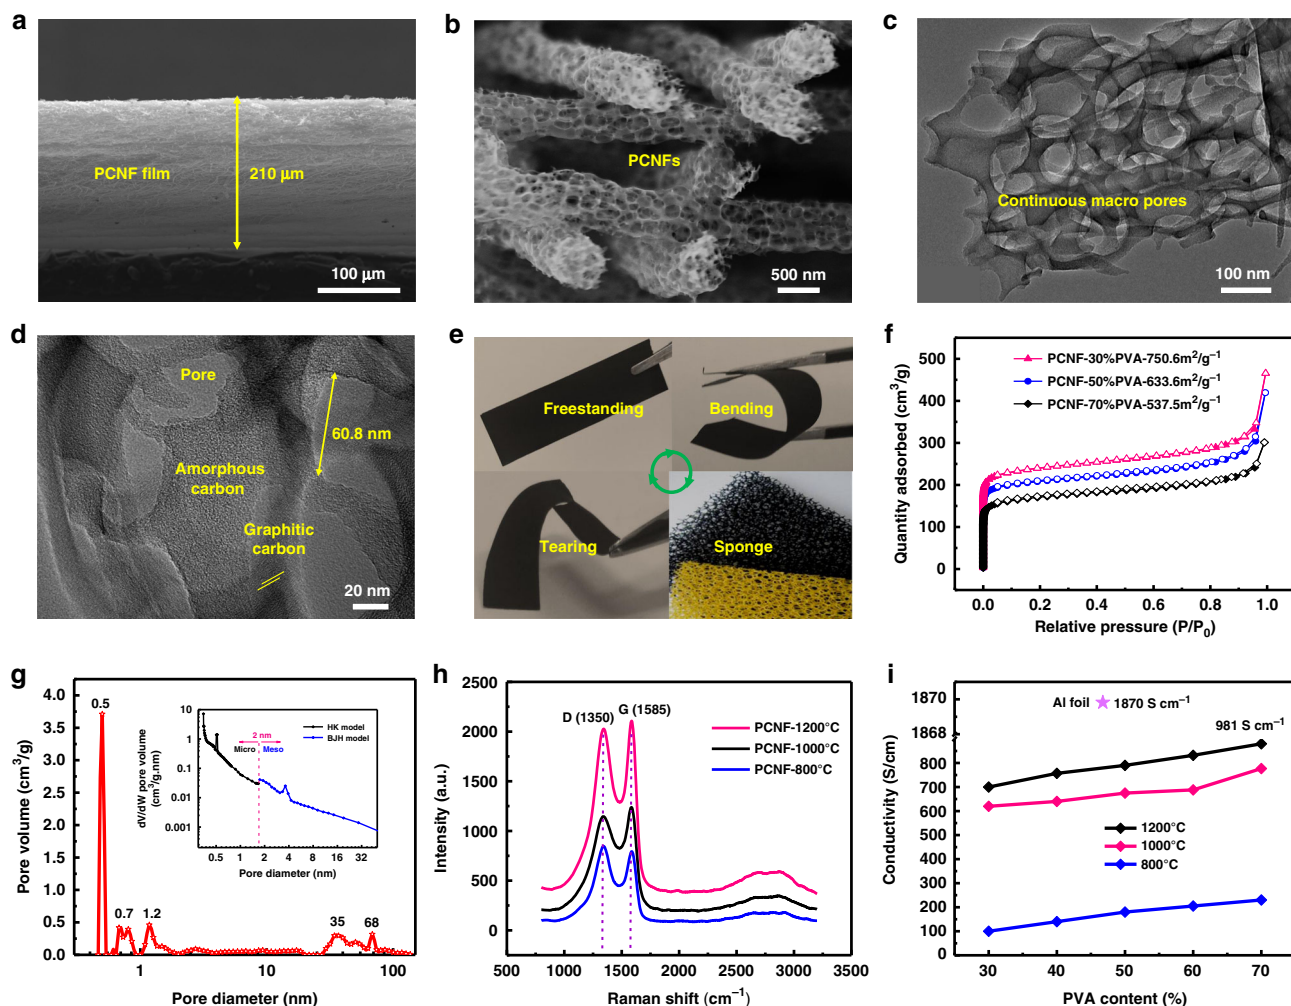 a
PCNF film
210 μm
100 μm
b
PCNFs
500 nm
c
Continuous macro pores
100 nm
d
Pore
60.8 nm
Amorphous
carbon
Graphitic
carbon
20 nm
e
Freestanding
Bending
Tearing
Sponge
f
PCNF-30%PVA-750.6m²/g⁻¹
PCNF-50%PVA-633.6m²/g⁻¹
PCNF-70%PVA-537.5m²/g⁻¹
Quantity adsorbed (cm³/g)
500
400
300
200
100
0
0.0 0.2 0.4 0.6 0.8 1.0
Relative pressure (P/P₀)
g
Pore volume (cm³/g)
4.0
3.5
3.0
2.5
2.0
1.5
1.0
0.5
0.0
0.5
0.7
1.2
35
68
dV/dW pore volume
(cm³/g.nm)
10
1
0.1
0.01
0.001
HK model
BJH model
2 nm
Micro
Meso
0.5 1 2 4 8 16 32
Pore diameter (nm)
1 10 100
Pore diameter (nm)
h
Intensity (a.u.)
2500
2000
1500
1000
500
0
D (1350)
G (1585)
PCNF-1200°C
PCNF-1000°C
PCNF-800°C
500 1000 1500 2000 2500 3000 3500
Raman shift (cm⁻¹)
i
Conductivity (S/cm)
1870
1868
800
700
600
500
400
300
200
100
0
Al foil
1870 S cm⁻¹
981 S cm⁻¹
1200°C
1000°C
800°C
30 40 50 60 70
PVA content (%)